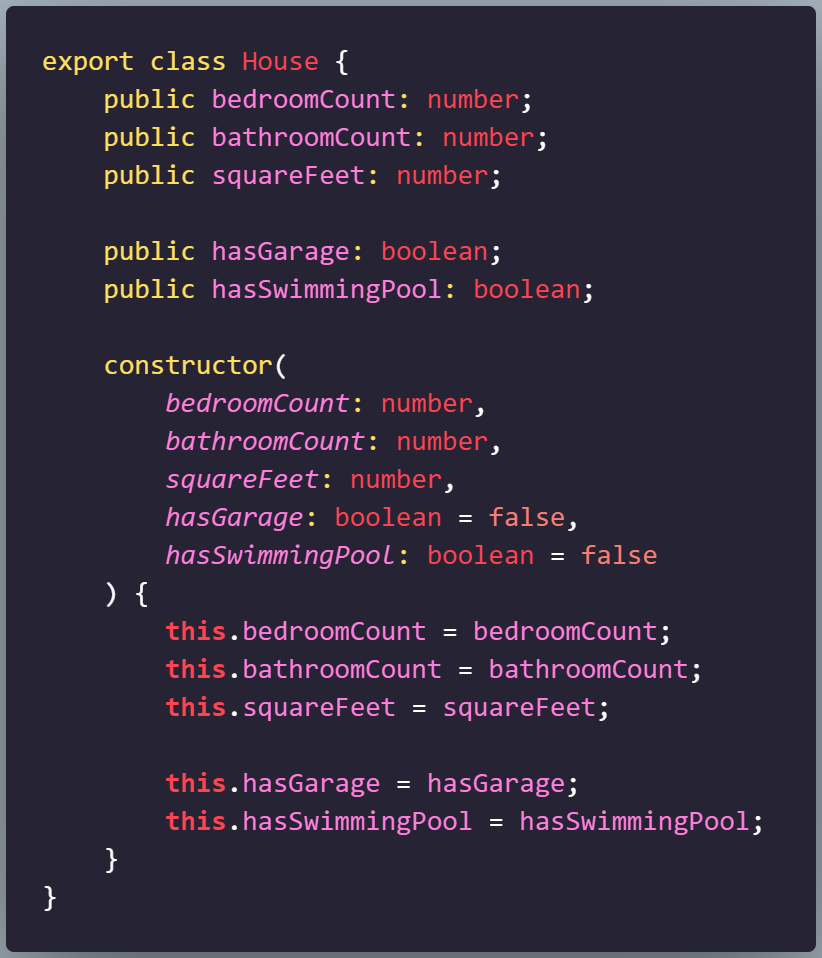 export class House {
    public bedroomCount: number;
    public bathroomCount: number;
    public squareFeet: number;

    public hasGarage: boolean;
    public hasSwimmingPool: boolean;

    constructor(
        bedroomCount: number,
        bathroomCount: number,
        squareFeet: number,
        hasGarage: boolean = false,
        hasSwimmingPool: boolean = false
    ) {
        this.bedroomCount = bedroomCount;
        this.bathroomCount = bathroomCount;
        this.squareFeet = squareFeet;

        this.hasGarage = hasGarage;
        this.hasSwimmingPool = hasSwimmingPool;
    }
}